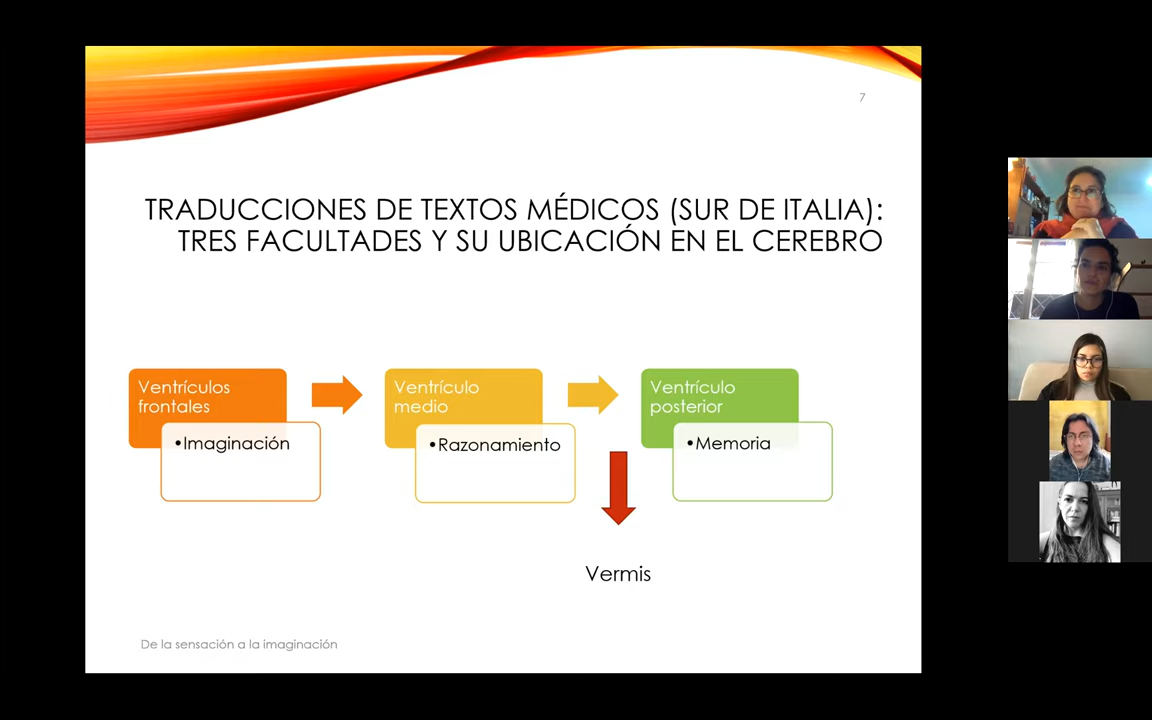 7
TRADUCCIONES DE TEXTOS MÉDICOS (SUR DE ITALIA):
TRES FACULTADES Y SU UBICACIÓN EN EL CEREBRO
Ventrículos
frontales
•Imaginación
Ventrículo
medio
•Razonamiento
Ventrículo
posterior
•Memoria
Vermis
De la sensación a la imaginación